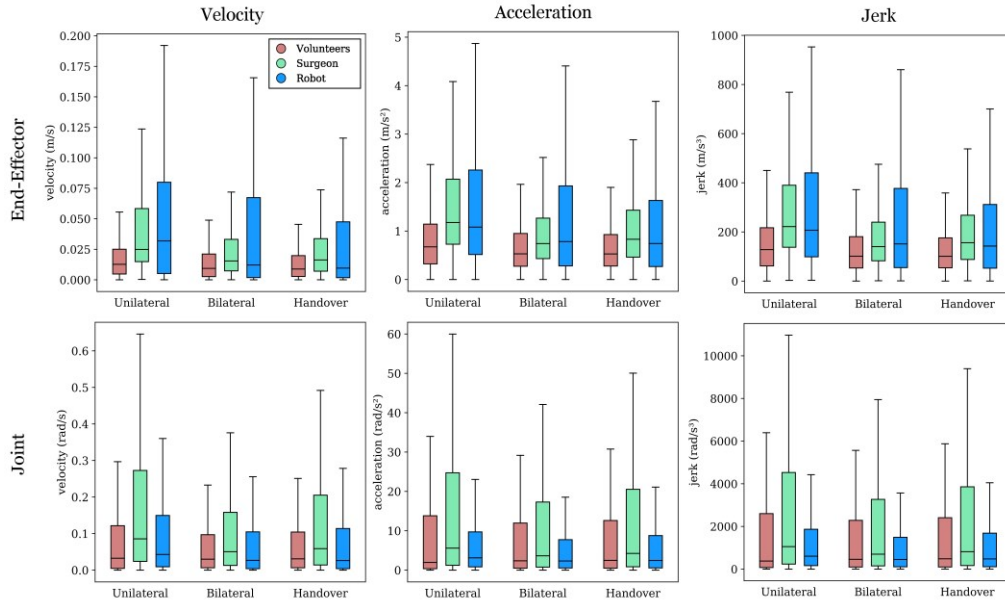 Velocity
Acceleration
Jerk
End-Effector
velocity (m/s)
0.200
0.175
0.150
0.125
0.100
0.075
0.050
0.025
0.000
Volunteers
Surgeon
Robot
Unilateral Bilateral Handover
acceleration (m/s²)
5
4
3
2
1
0
Unilateral Bilateral Handover
jerk (m/s³)
1000
800
600
400
200
0
Unilateral Bilateral Handover
Joint
velocity (rad/s)
0.6
0.5
0.4
0.3
0.2
0.1
0.0
Unilateral Bilateral Handover
acceleration (rad/s²)
60
50
40
30
20
10
0
Unilateral Bilateral Handover
jerk (rad/s³)
10000
8000
6000
4000
2000
0
Unilateral Bilateral Handover